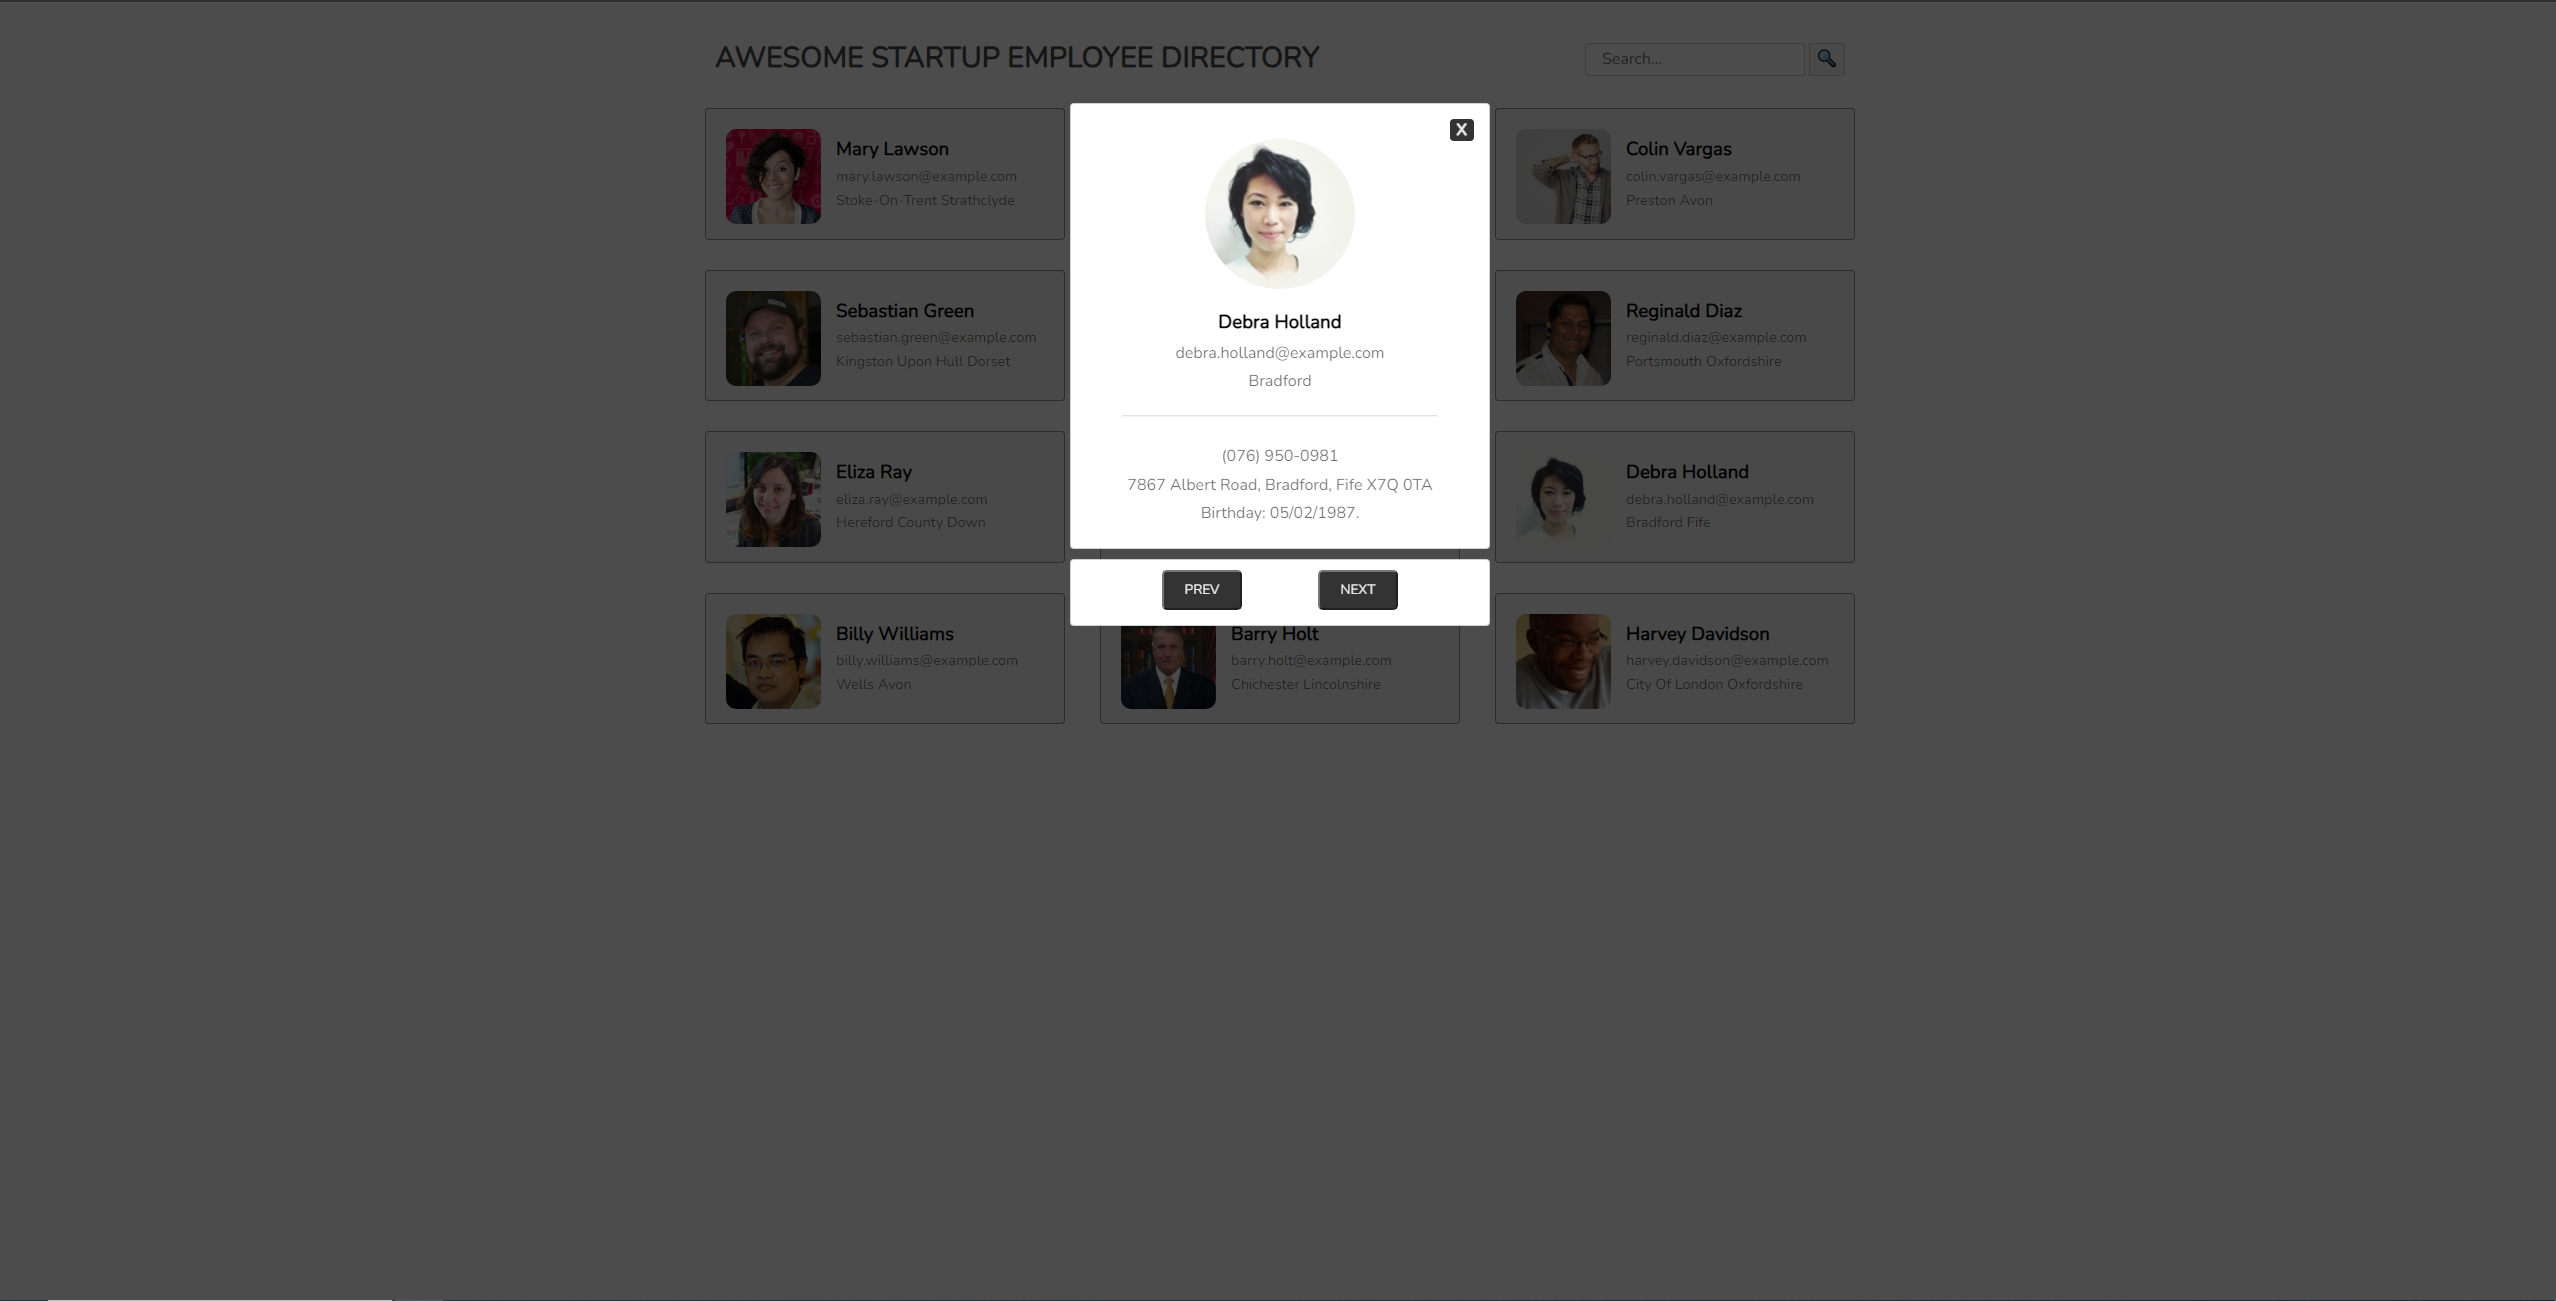 AWESOME STARTUP EMPLOYEE DIRECTORY
Search...
Mary Lawson
mary.lawson@example.com
Stoke-On-Trent Strathclyde
Colin Vargas
colin.vargas@example.com
Preston Avon
Sebastian Green
sebastian.green@example.com
Kingston Upon Hull Dorset
Reginald Diaz
reginald.diaz@example.com
Portsmouth Oxfordshire
Eliza Ray
eliza.ray@example.com
Hereford County Down
Debra Holland
debra.holland@example.com
Bradford Fife
Billy Williams
billy.williams@example.com
Wells Avon
Barry Holt
barry.holt@example.com
Chichester Lincolnshire
Harvey Davidson
harvey.davidson@example.com
City Of London Oxfordshire
X
Debra Holland
debra.holland@example.com
Bradford
(076) 950-0981
7867 Albert Road, Bradford, Fife X7Q 0TA
Birthday: 05/02/1987.
PREV
NEXT